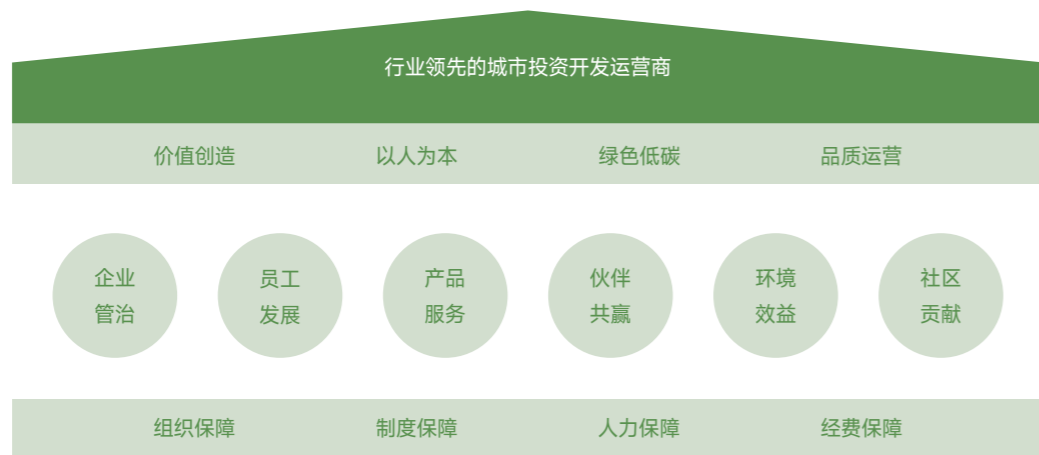 行业领先的城市投资开发运营商
价值创造 以人为本 绿色低碳 品质运营
企业
管治
员工
发展
产品
服务
伙伴
共赢
环境
效益
社区
贡献
组织保障 制度保障 人力保障 经费保障